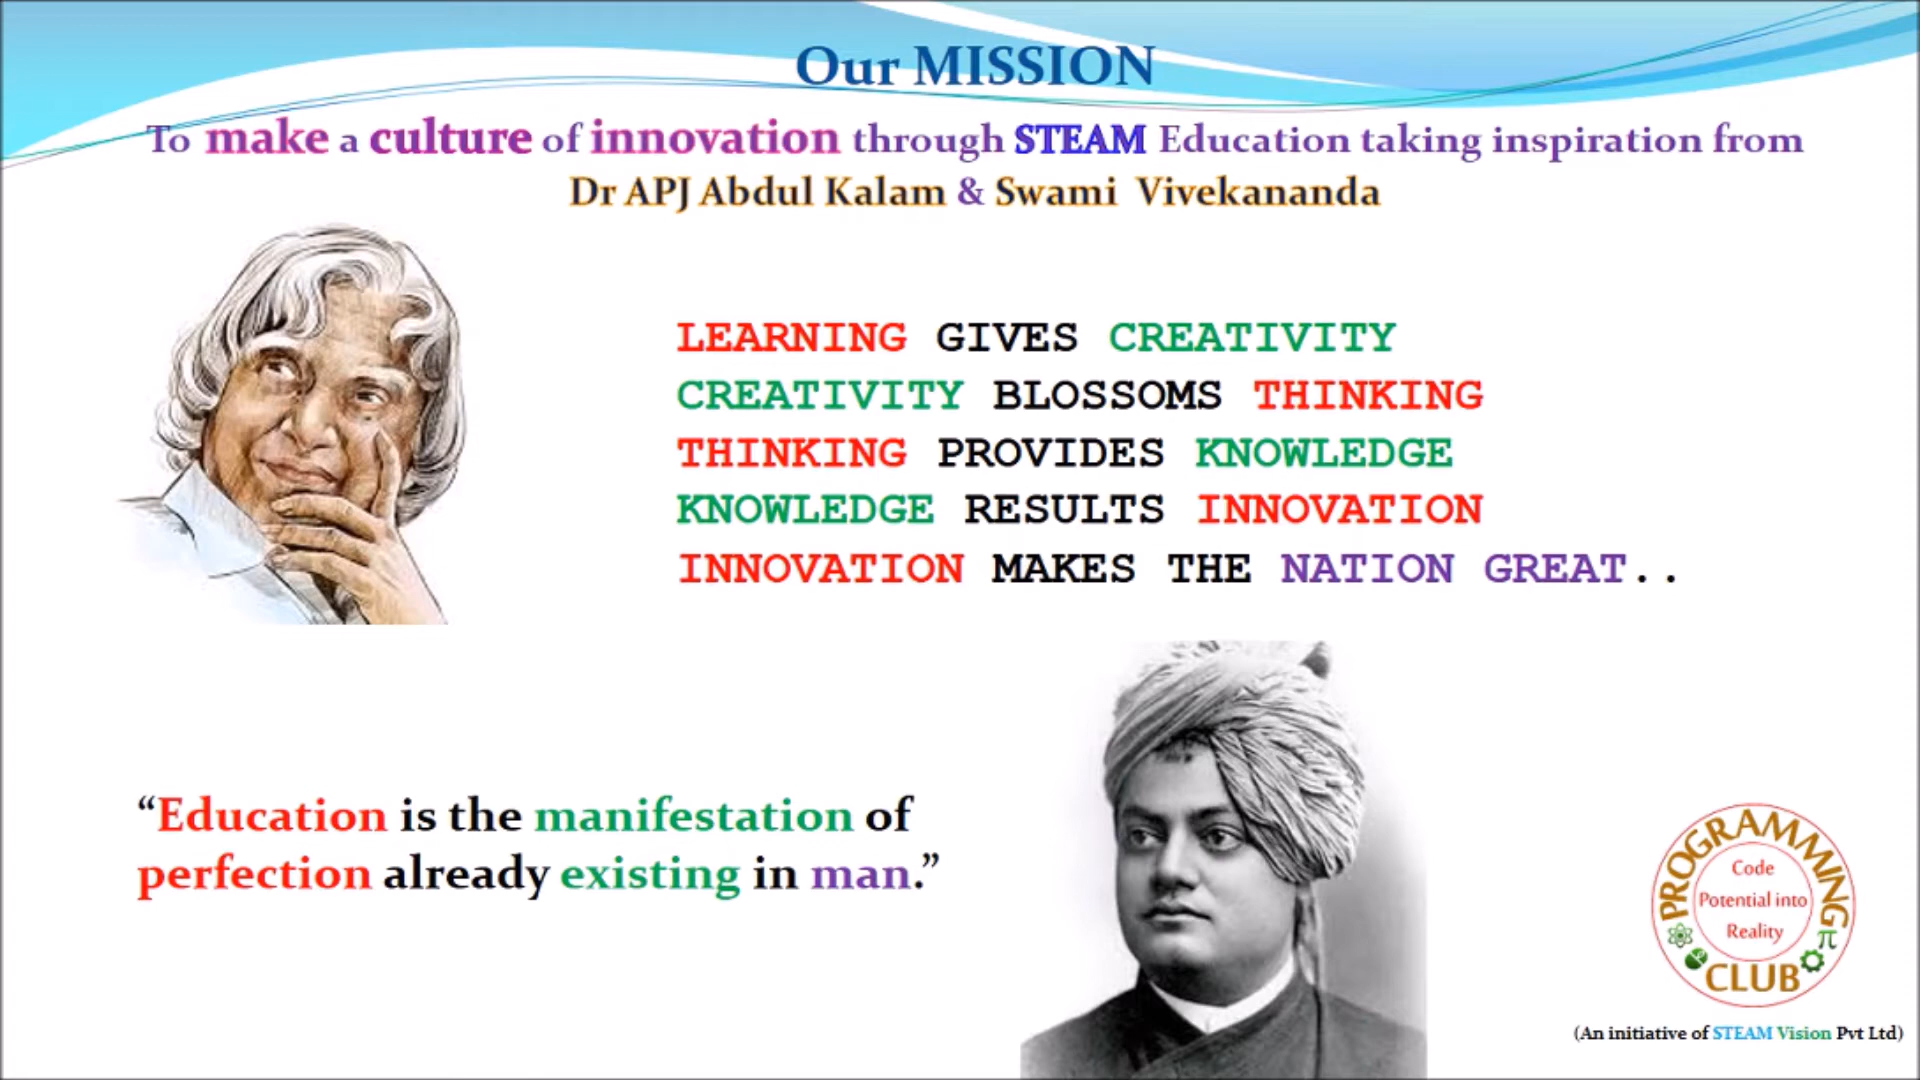 Our MISSION
To make a culture of innovation through STEAM Education taking inspiration from
Dr APJ Abdul Kalam & Swami Vivekananda
LEARNING GIVES CREATIVITY
CREATIVITY BLOSSOMS THINKING
THINKING PROVIDES KNOWLEDGE
KNOWLEDGE RESULTS INNOVATION
INNOVATION MAKES THE NATION GREAT..
“Education is the manifestation of
perfection already existing in man.”
PROGRAMMING
Code
Potential into
Reality
π
CLUB
(An initiative of STEAM Vision Pvt Ltd)